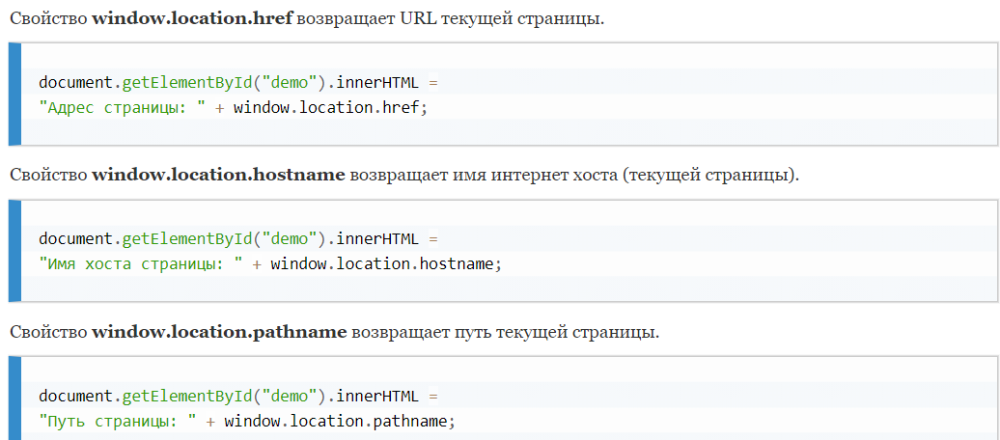 Свойство window.location.href возвращает URL текущей страницы.
document.getElementById("demo").innerHTML =
"Адрес страницы: " + window.location.href;
Свойство window.location.hostname возвращает имя интернет хоста (текущей страницы).
document.getElementById("demo").innerHTML =
"Имя хоста страницы: " + window.location.hostname;
Свойство window.location.pathname возвращает путь текущей страницы.
document.getElementById("demo").innerHTML =
"Путь страницы: " + window.location.pathname;